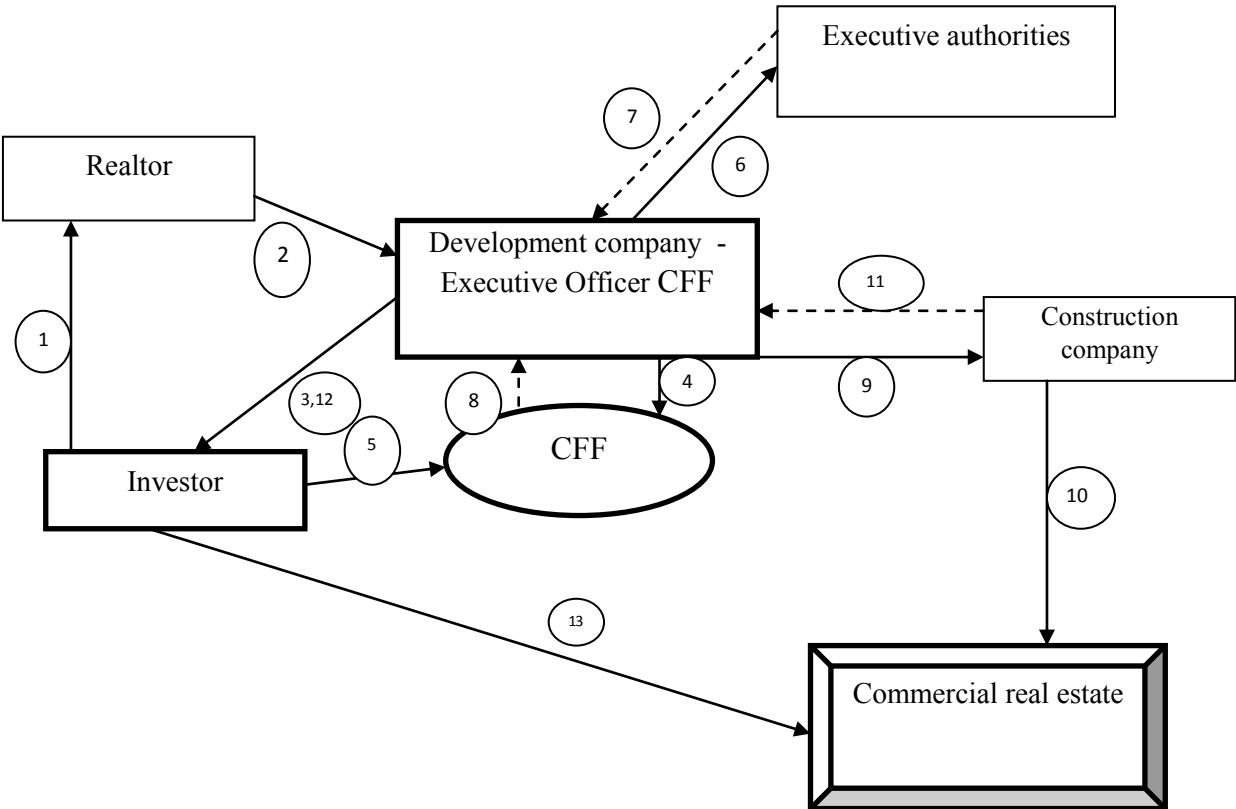 Executive authorities
7
6
Realtor
2
Development company -
Executive Officer CFF
11
Construction
company
1
3,12
8
4
9
5
CFF
Investor
10
13
Commercial real estate